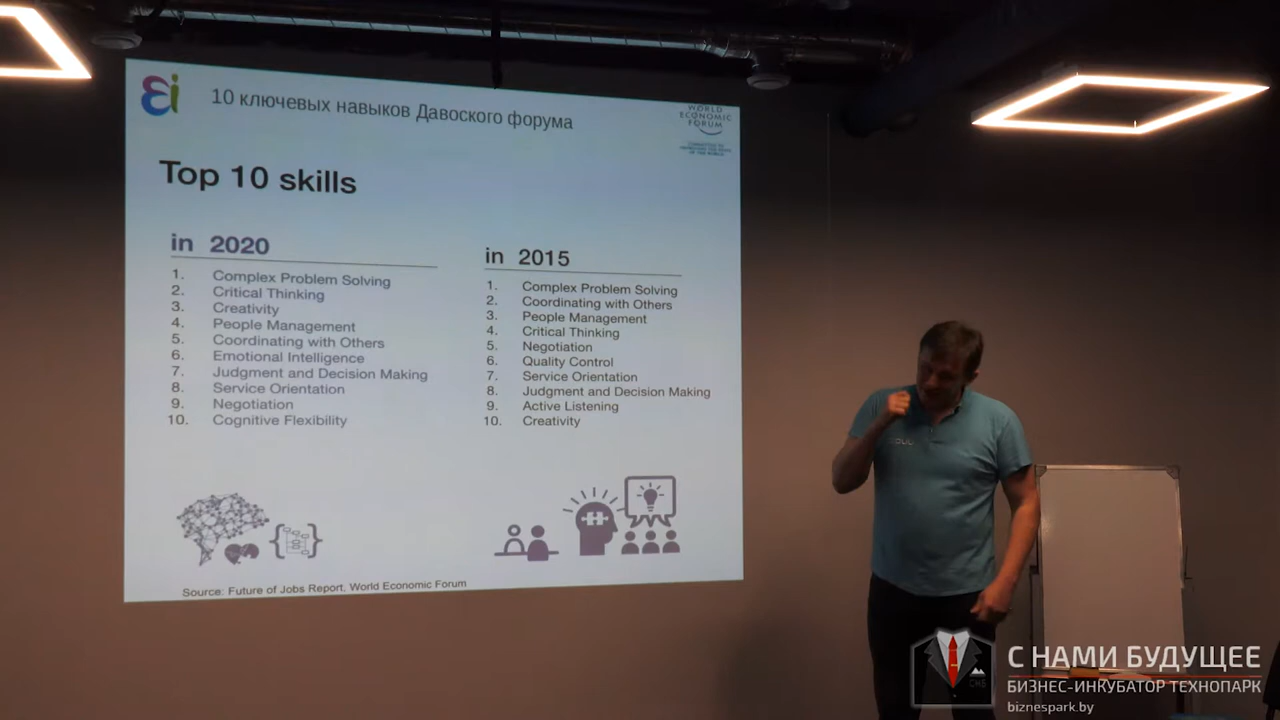 10 ключевых навыков Давоского форума
WORLD
ECONOMIC
FORUM
Top 10 skills
in 2020
1. Complex Problem Solving
2. Critical Thinking
3. Creativity
4. People Management
5. Coordinating with Others
6. Emotional Intelligence
7. Judgment and Decision Making
8. Service Orientation
9. Negotiation
10. Cognitive Flexibility
in 2015
1. Complex Problem Solving
2. Coordinating with Others
3. People Management
4. Critical Thinking
5. Negotiation
6. Quality Control
7. Service Orientation
8. Judgment and Decision Making
9. Active Listening
10. Creativity
Source: Future of Jobs Report, World Economic Forum
С НАМИ БУДУЩЕЕ
БИЗНЕС-ИНКУБАТОР ТЕХНОПАРК
biznespark.by